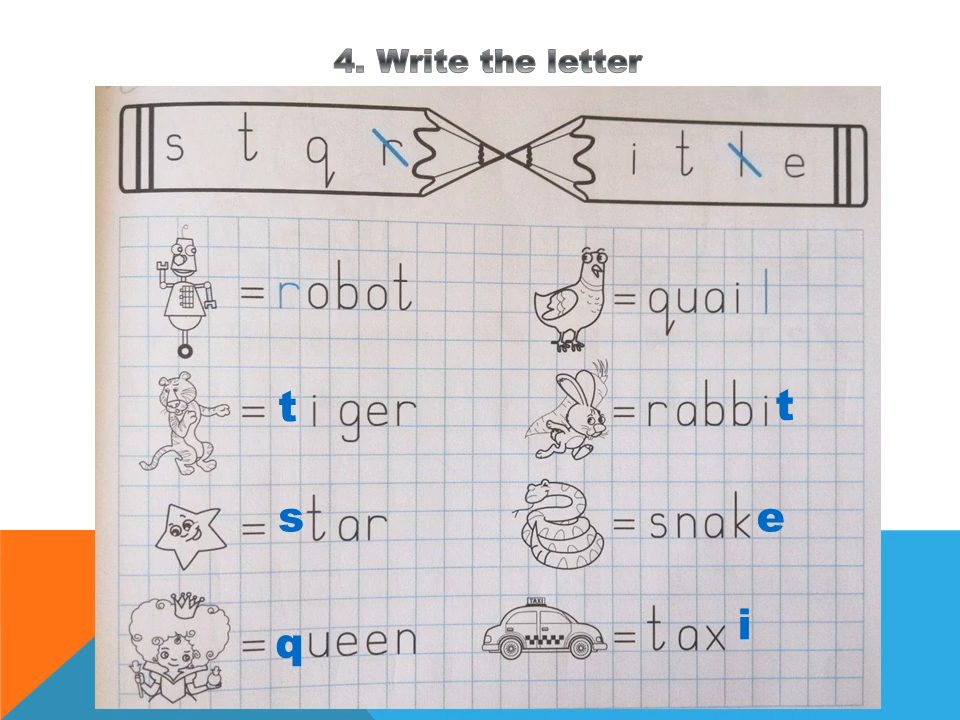 4. Write the letter
s t q r i t l e
= robot = quail
= tiger = rabbit
= star = snake
TAXI
= queen = taxi